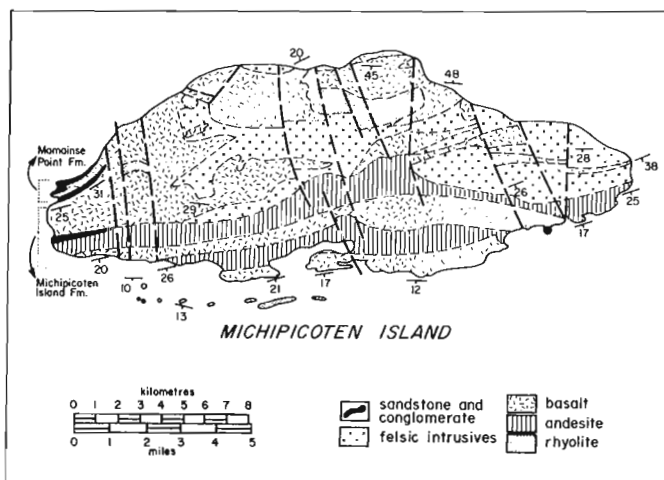 20
45
48
Mamainse
Point Fm.
31
28
38
25
29
26
25
17
20
Michipicoten
Island Fm.
10
26
21
17
12
13
MICHIPICOTEN ISLAND
kilometres
0 1 2 3 4 5 6 7 8
0 1 2 3 4 5
miles
sandstone and
conglomerate
felsic intrusives
basalt
andesite
rhyolite